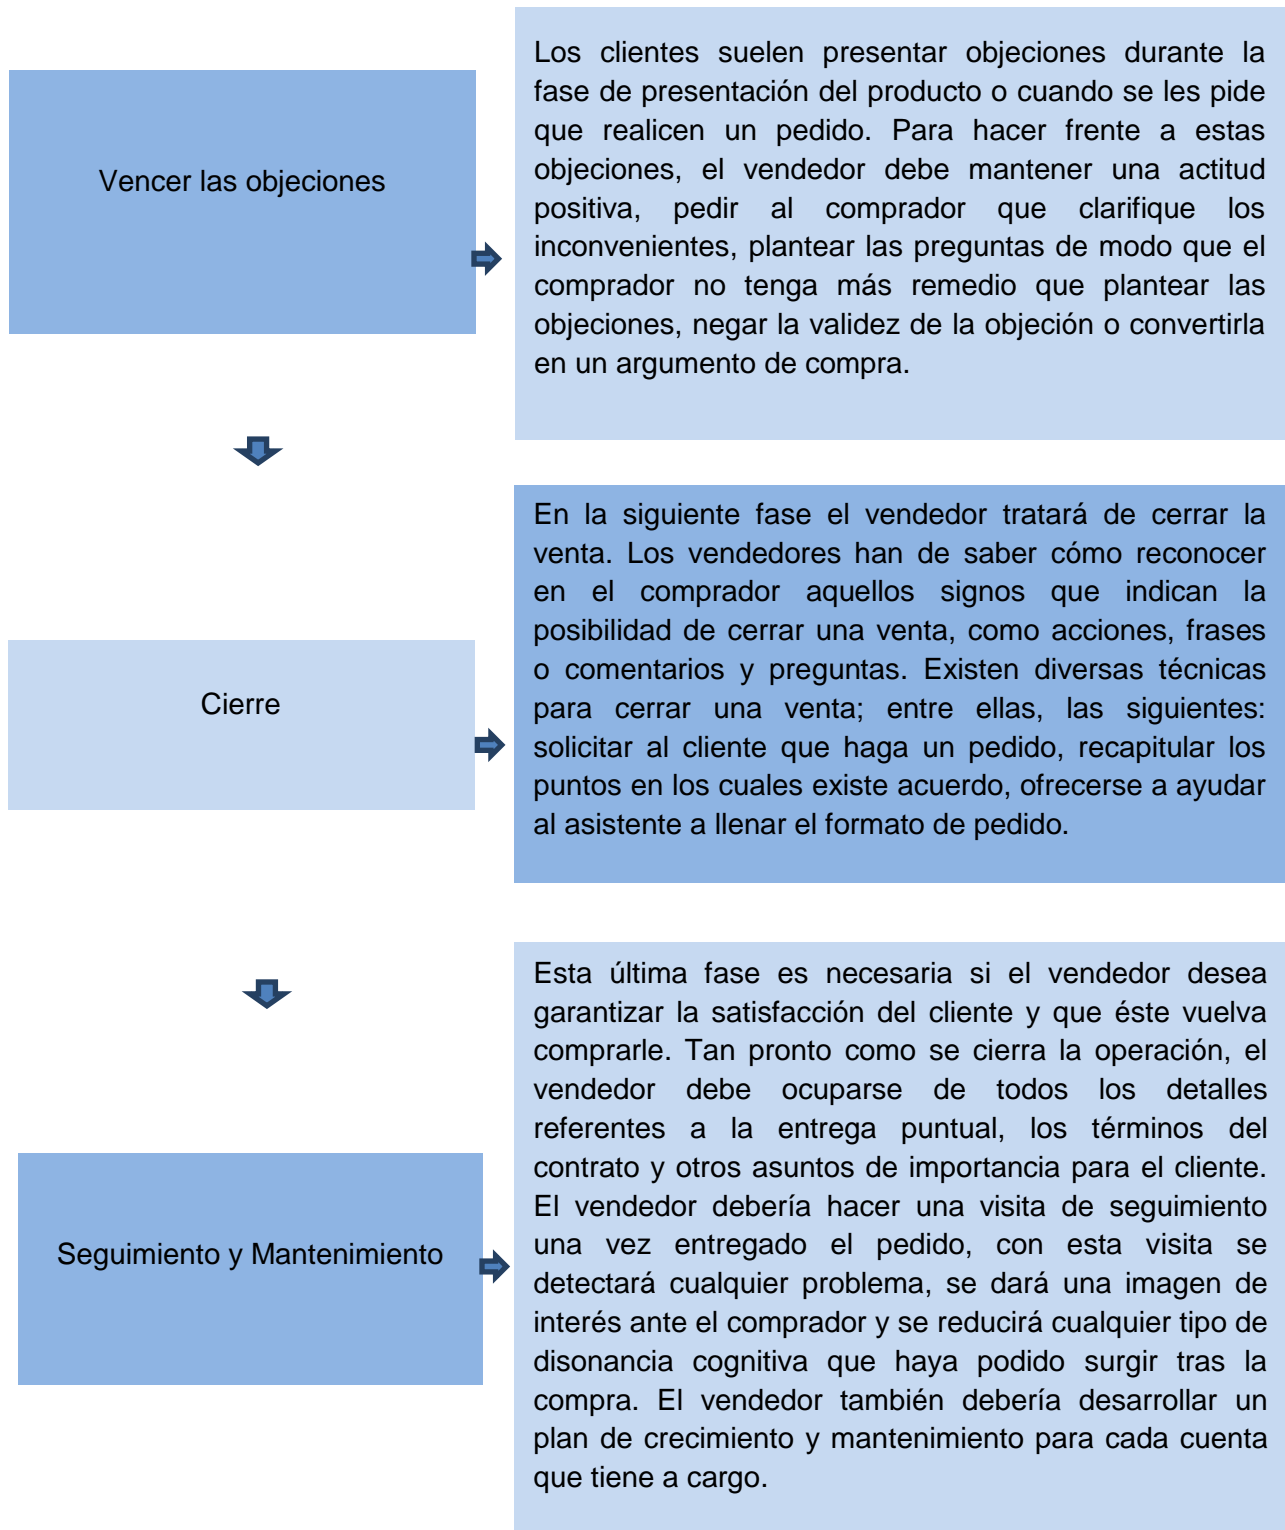 Vencer las objeciones
Los clientes suelen presentar objeciones durante la
fase de presentación del producto o cuando se les pide
que realicen un pedido. Para hacer frente a estas
objeciones, el vendedor debe mantener una actitud
positiva, pedir al comprador que clarifique los
inconvenientes, plantear las preguntas de modo que el
comprador no tenga más remedio que plantear las
objeciones, negar la validez de la objeción o convertirla
en un argumento de compra.
Cierre
En la siguiente fase el vendedor tratará de cerrar la
venta. Los vendedores han de saber cómo reconocer
en el comprador aquellos signos que indican la
posibilidad de cerrar una venta, como acciones, frases
o comentarios y preguntas. Existen diversas técnicas
para cerrar una venta; entre ellas, las siguientes:
solicitar al cliente que haga un pedido, recapitular los
puntos en los cuales existe acuerdo, ofrecerse a ayudar
al asistente a llenar el formato de pedido.
Seguimiento y Mantenimiento
Esta última fase es necesaria si el vendedor desea
garantizar la satisfacción del cliente y que éste vuelva
comprarle. Tan pronto como se cierra la operación, el
vendedor debe ocuparse de todos los detalles
referentes a la entrega puntual, los términos del
contrato y otros asuntos de importancia para el cliente.
El vendedor debería hacer una visita de seguimiento
una vez entregado el pedido, con esta visita se
detectará cualquier problema, se dará una imagen de
interés ante el comprador y se reducirá cualquier tipo de
disonancia cognitiva que haya podido surgir tras la
compra. El vendedor también debería desarrollar un
plan de crecimiento y mantenimiento para cada cuenta
que tiene a cargo.